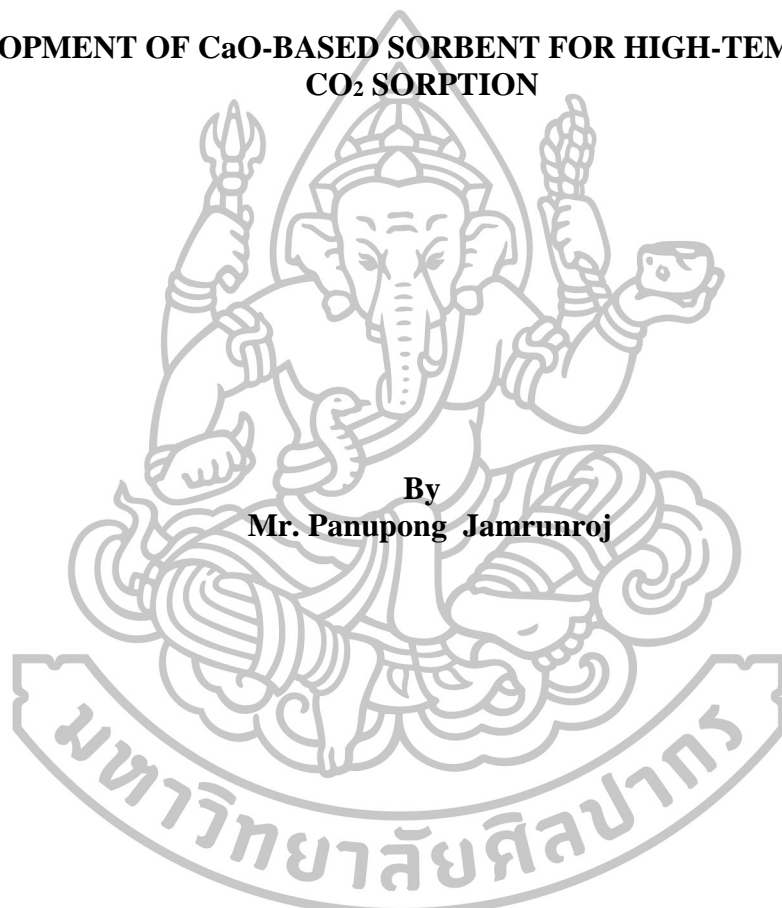 OPMENT OF CaO-BASED SORBENT FOR HIGH-TEM
CO₂ SORPTION
By
Mr. Panupong Jamrunroj
มหาวิทยาลัยศิลปากร